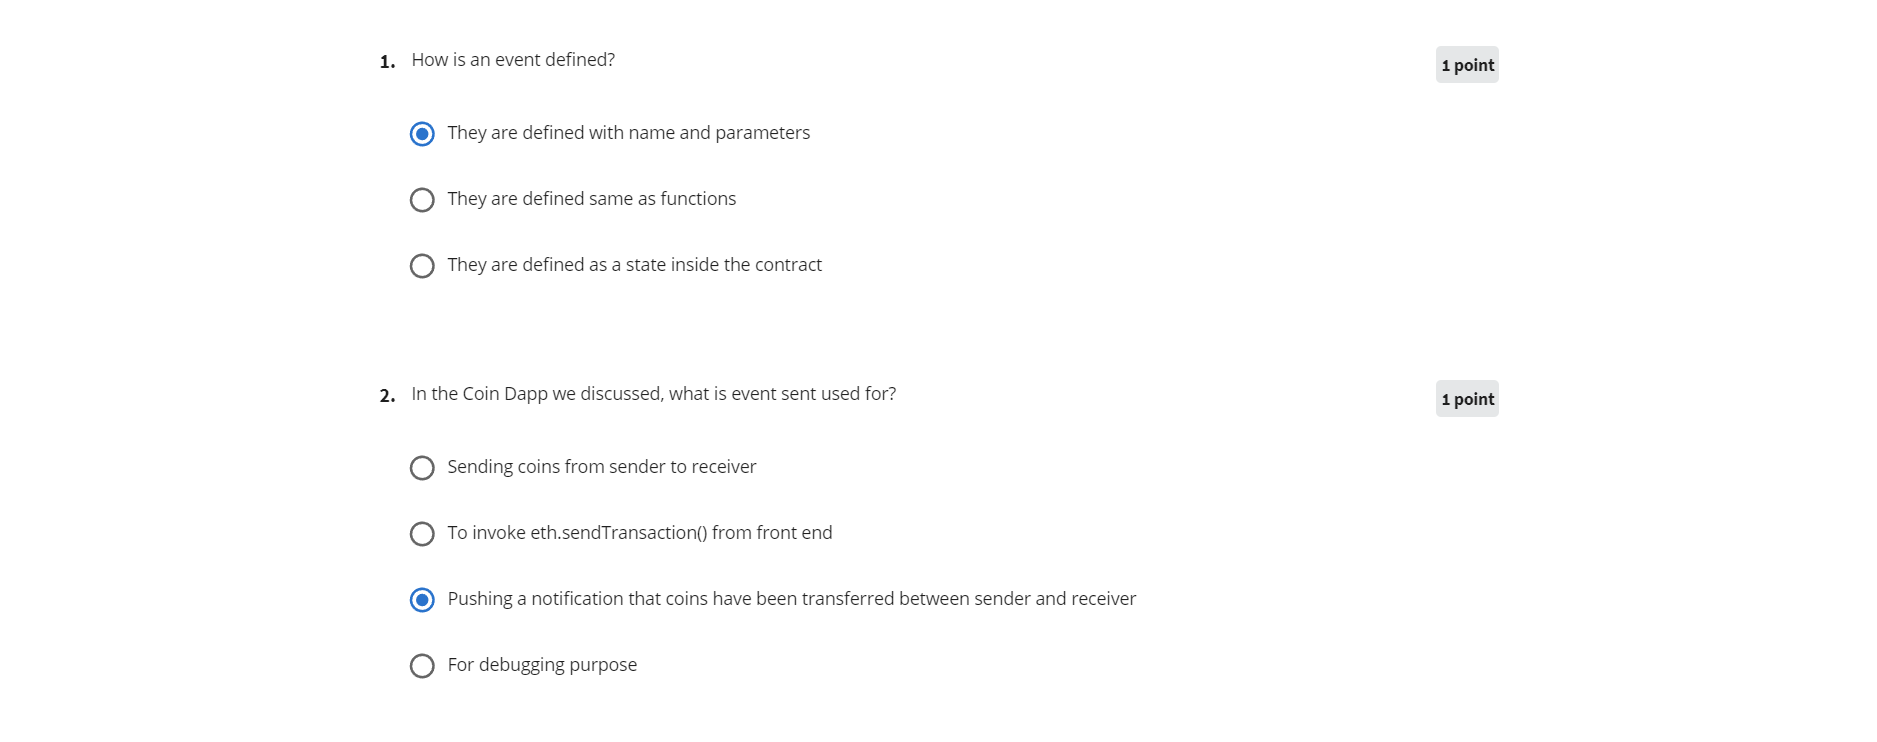 1. How is an event defined?
1 point
They are defined with name and parameters
They are defined same as functions
They are defined as a state inside the contract
2. In the Coin Dapp we discussed, what is event sent used for?
1 point
Sending coins from sender to receiver
To invoke eth.sendTransaction() from front end
Pushing a notification that coins have been transferred between sender and receiver
For debugging purpose